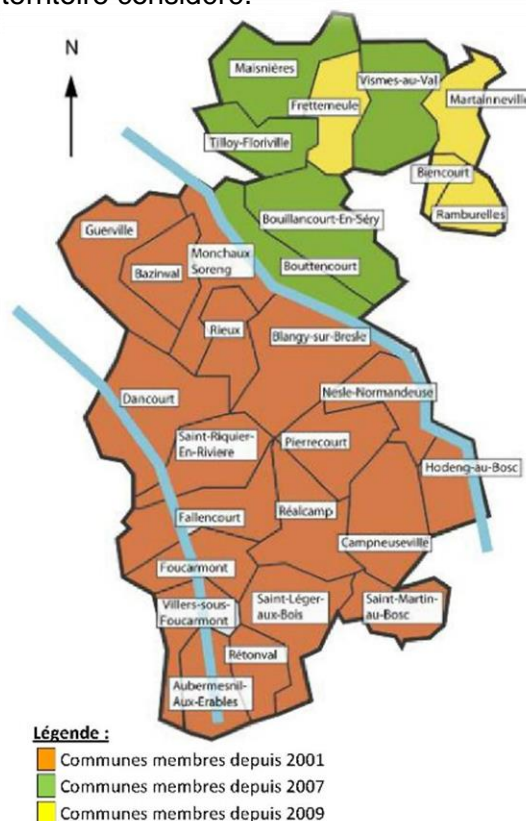 territoire considéré.
N
Maisnières
Vismes-au-Val
Frettemeule
Martainneville
Tilloy-Floriville
Biencourt
Ramburelles
Bouillancourt-En-Séry
Guerville
Monchaux
Soreng
Bazinval
Bouttencourt
Rieux
Blangy-sur-Bresle
Nesle-Normandeuse
Dancourt
Saint-Riquier-
En-Riviere
Pierrecourt
Hodeng-au-Bosc
Réalcamp
Fallencourt
Campneuseville
Foucarmont
Villers-sous-
Foucarmont
Saint-Léger-
aux-Bois
Saint-Martin-
au-Bosc
Rétonval
Aubermesnil-
Aux-Erables
Légende :
Communes membres depuis 2001
Communes membres depuis 2007
Communes membres depuis 2009